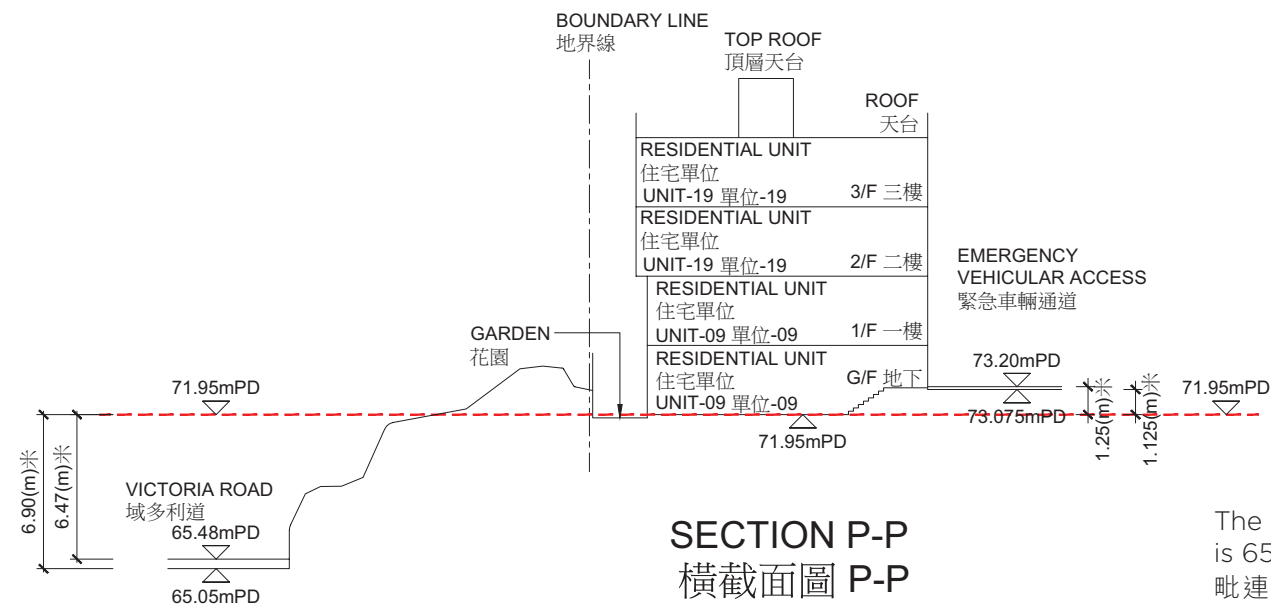 BOUNDARY LINE
地界線
TOP ROOF
頂層天台
ROOF
天台
RESIDENTIAL UNIT
住宅單位
UNIT-19 單位-19
3/F 三樓
RESIDENTIAL UNIT
住宅單位
UNIT-19 單位-19
2/F 二樓
EMERGENCY
VEHICULAR ACCESS
緊急車輛通道
RESIDENTIAL UNIT
住宅單位
UNIT-09 單位-09
1/F 一樓
GARDEN
花園
RESIDENTIAL UNIT
住宅單位
UNIT-09 單位-09
G/F 地下
73.20mPD
73.075mPD
71.95mPD
71.95mPD
71.95mPD
1.25(m)米
1.125(m)米
6.90(m)米
6.47(m)米
VICTORIA ROAD
域多利道
65.48mPD
65.05mPD
SECTION P-P
橫截面圖 P-P
The
is 65
毗連